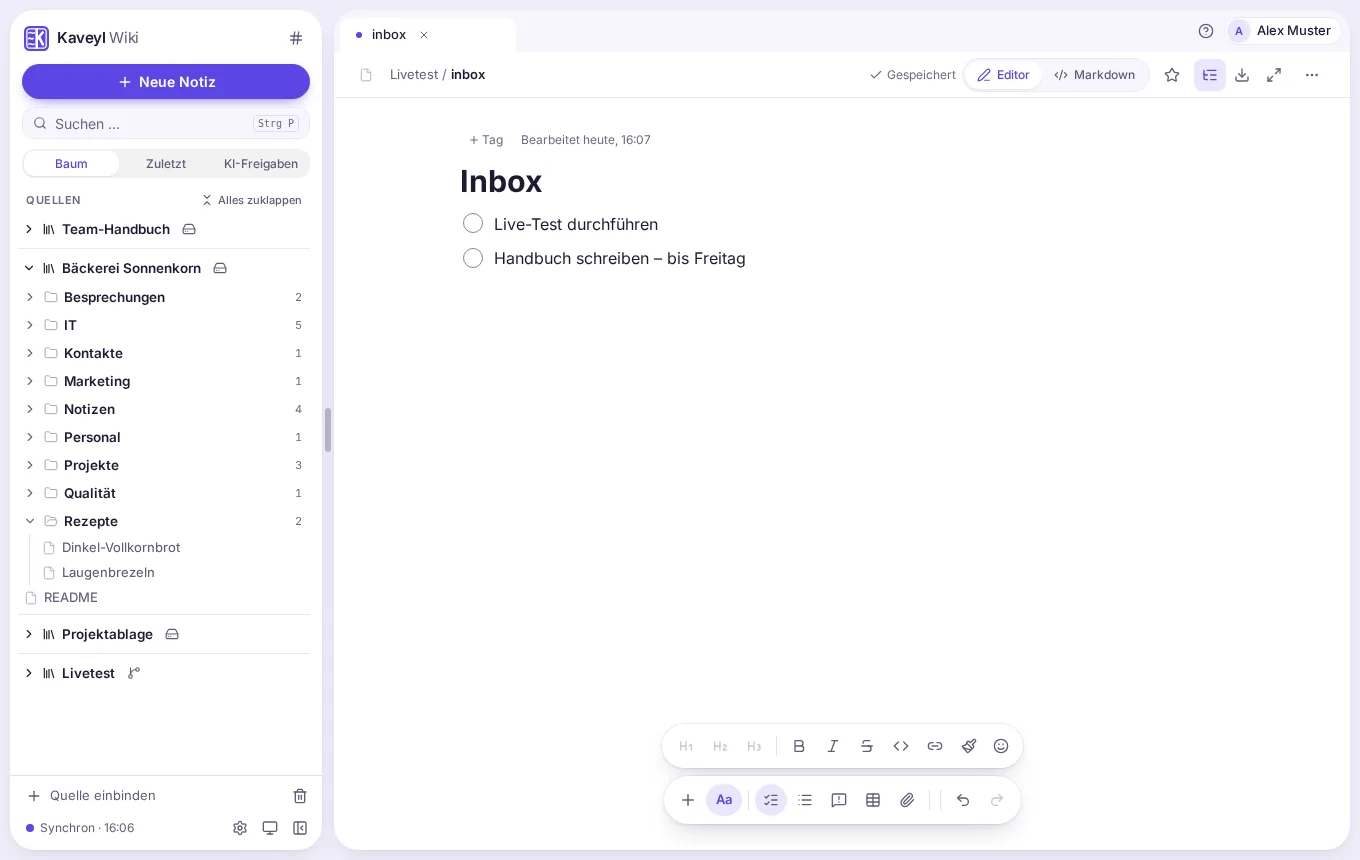 Kaveyl Wiki
Neue Notiz
Suchen ... Strg P
Baum Zuletzt KI-Freigaben
QUELLEN Alles zuklappen
Team-Handbuch
Bäckerei Sonnenkorn
Besprechungen 2
IT 5
Kontakte 1
Marketing 1
Notizen 4
Personal 1
Projekte 3
Qualität 1
Rezepte 2
Dinkel-Vollkornbrot
Laugenbrezeln
README
Projektablage
Livetest
Quelle einbinden
Synchron · 16:06
inbox
A Alex Muster
Livetest / inbox
Gespeichert Editor Markdown
+ Tag Bearbeitet heute, 16:07
Inbox
Live-Test durchführen
Handbuch schreiben – bis Freitag
H1 H2 H3 B I S
Aa